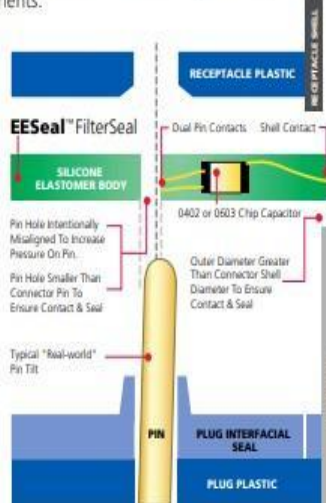 ments.
RECEPTACLE SHELL
RECEPTACLE PLASTIC
EESeal™ FilterSeal
Dual Pin Contacts
Shell Contact
SILICONE
ELASTOMER BODY
0402 or 0603 Chip Capacitor
Pin Hole Intentionally
Misaligned To Increase
Pressure On Pin.
Pin Hole Smaller Than
Connector Pin To
Ensure Contact & Seal
Outer Diameter Greater
Than Connector Shell
Diameter To Ensure
Contact & Seal
Typical "Real-world"
Pin Tilt
PIN
PLUG INTERFACIAL
SEAL
PLUG PLASTIC